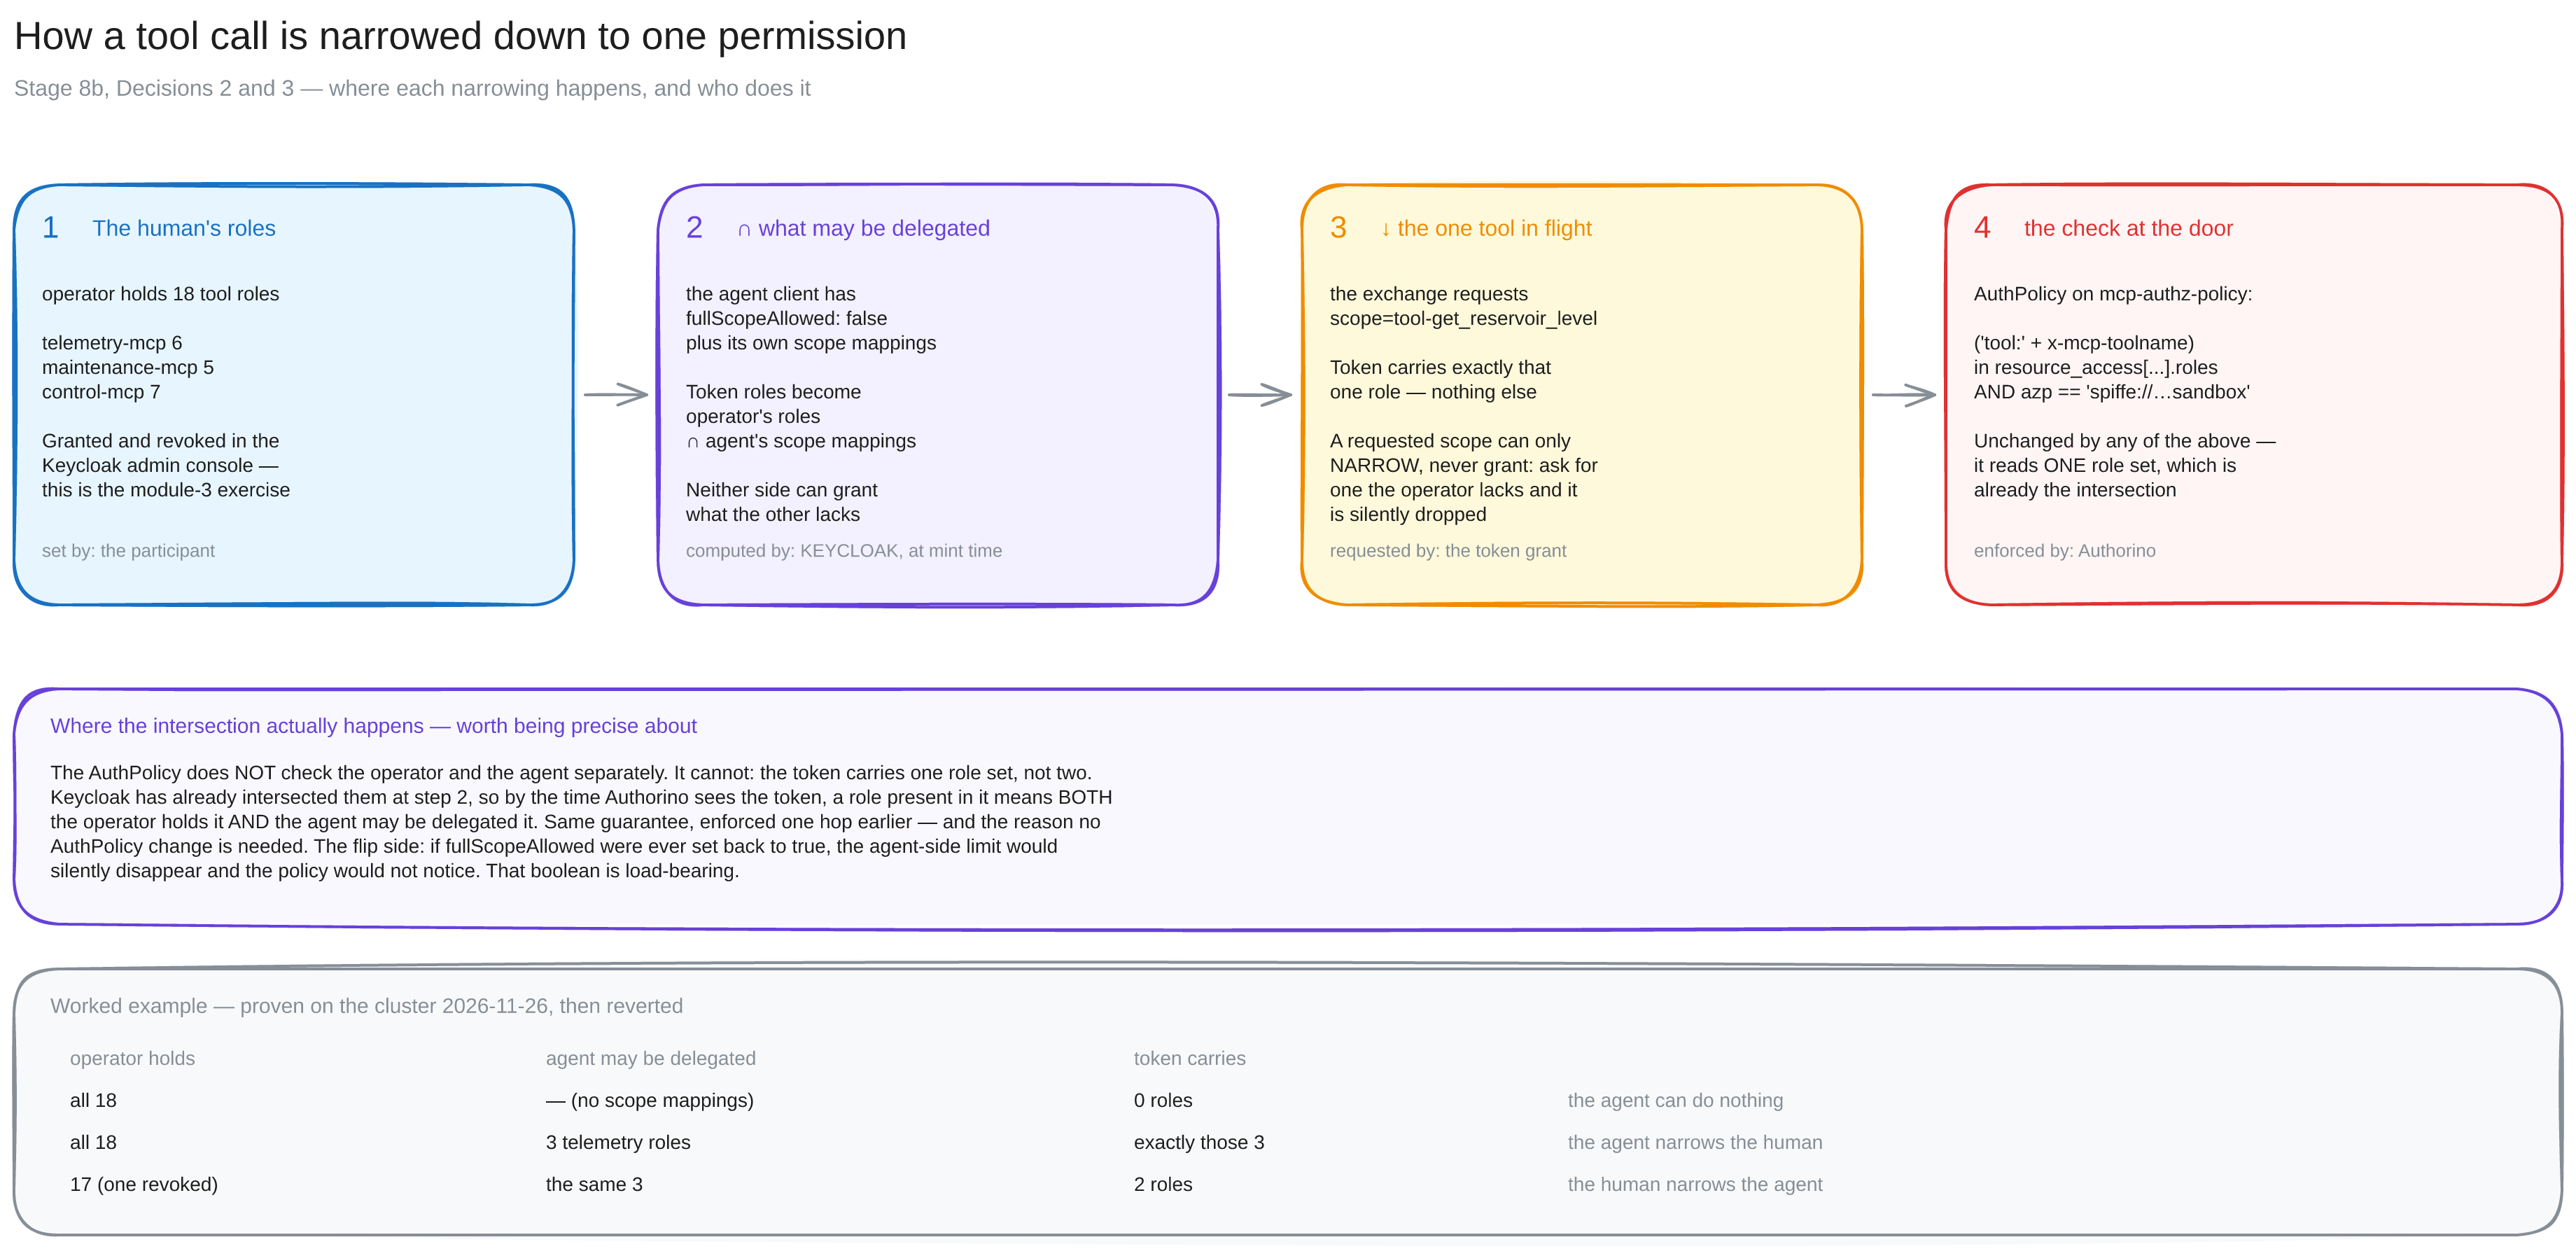 How a tool call is narrowed down to one permission
Stage 8b, Decisions 2 and 3 — where each narrowing happens, and who does it
1 The human's roles
operator holds 18 tool roles
telemetry-mcp 6
maintenance-mcp 5
control-mcp 7
Granted and revoked in the
Keycloak admin console —
this is the module-3 exercise
set by: the participant
2 ∩ what may be delegated
the agent client has
fullScopeAllowed: false
plus its own scope mappings
Token roles become
operator's roles
∩ agent's scope mappings
Neither side can grant
what the other lacks
computed by: KEYCLOAK, at mint time
3 ↓ the one tool in flight
the exchange requests
scope=tool-get_reservoir_level
Token carries exactly that
one role — nothing else
A requested scope can only
NARROW, never grant: ask for
one the operator lacks and it
is silently dropped
requested by: the token grant
4 the check at the door
AuthPolicy on mcp-authz-policy:
('tool:' + x-mcp-toolname)
in resource_access[...].roles
AND azp == 'spiffe://…sandbox'
Unchanged by any of the above —
it reads ONE role set, which is
already the intersection
enforced by: Authorino
Where the intersection actually happens — worth being precise about
The AuthPolicy does NOT check the operator and the agent separately. It cannot: the token carries one role set, not two.
Keycloak has already intersected them at step 2, so by the time Authorino sees the token, a role present in it means BOTH
the operator holds it AND the agent may be delegated it. Same guarantee, enforced one hop earlier — and the reason no
AuthPolicy change is needed. The flip side: if fullScopeAllowed were ever set back to true, the agent-side limit would
silently disappear and the policy would not notice. That boolean is load-bearing.
Worked example — proven on the cluster 2026-11-26, then reverted
operator holds agent may be delegated token carries
all 18 — (no scope mappings) 0 roles the agent can do nothing
all 18 3 telemetry roles exactly those 3 the agent narrows the human
17 (one revoked) the same 3 2 roles the human narrows the agent